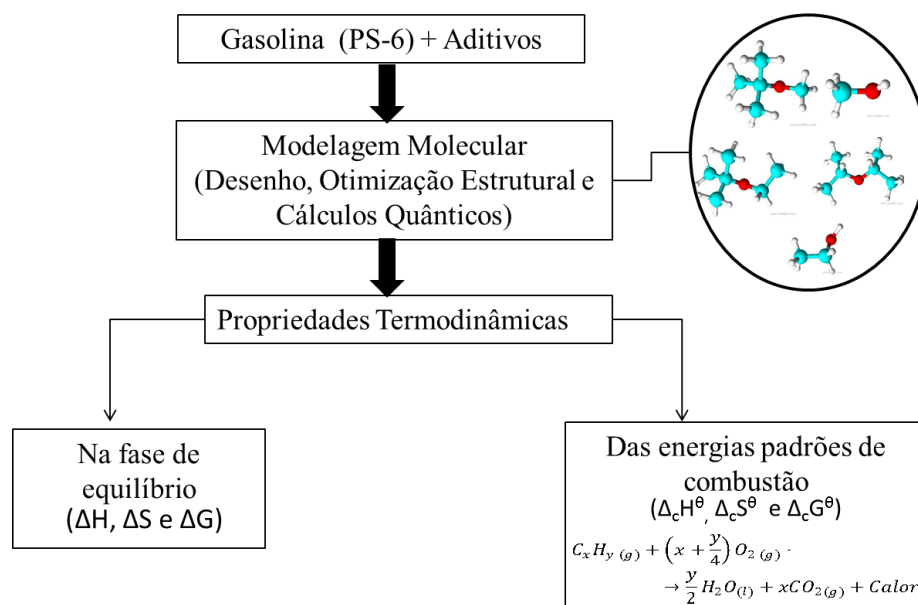 Gasolina (PS-6) + Aditivos
Modelagem Molecular
(Desenho, Otimização Estrutural e
Cálculos Quânticos)
Propriedades Termodinâmicas
Na fase de
equilíbrio
(ΔH, ΔS e ΔG)
Das energias padrões de
combustão
(ΔcHθ, ΔcSθ e ΔcGθ)
CxHy (g) + (x + y/4) O2 (g)
→ y/2 H2O(l) + xCO2(g) + Calor